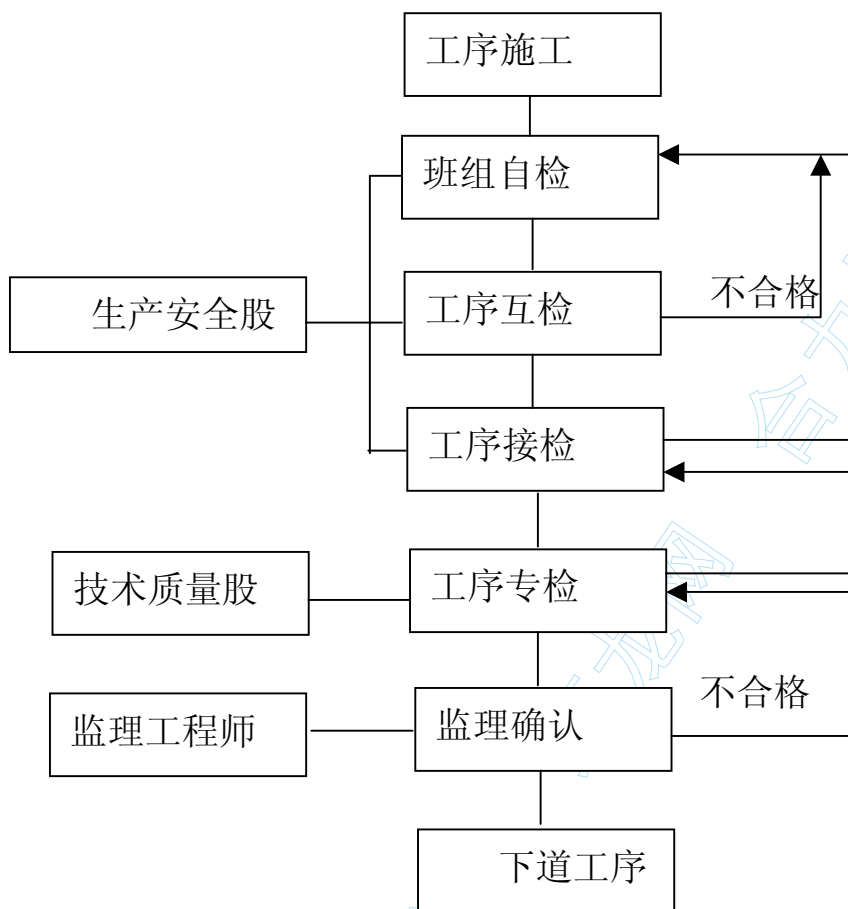 工序施工
班组自检
不合格
生产安全股
工序互检
工序接检
技术质量股
工序专检
不合格
监理工程师
监理确认
下道工序